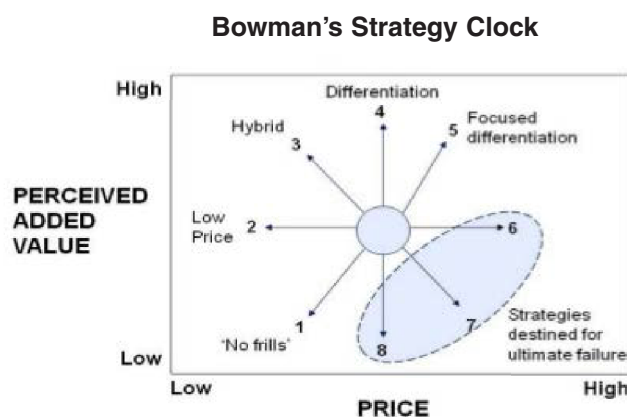 Bowman's Strategy Clock
High
Differentiation
4
Hybrid
3
5
Focused
differentiation
PERCEIVED
ADDED
VALUE
Low
Price
2
6
1
'No frills'
7
8
Strategies
destined for
ultimate failure
Low
Low
High
PRICE